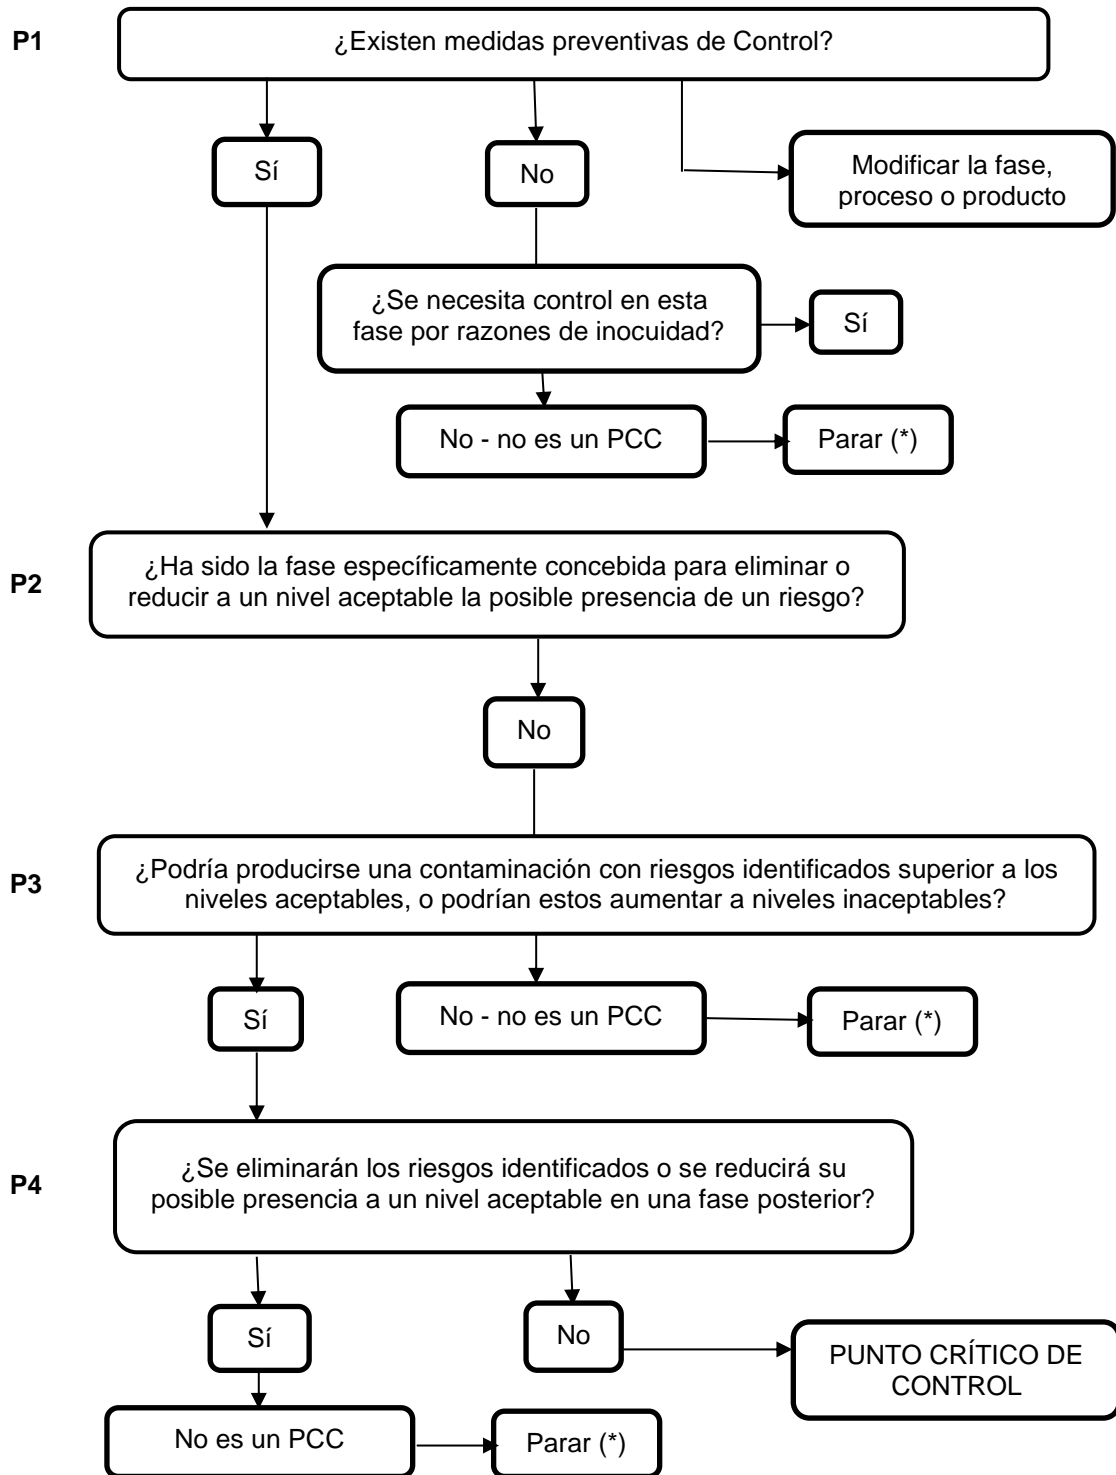 P1
¿Existen medidas preventivas de Control?
Sí
No
Modificar la fase,
proceso o producto
¿Se necesita control en esta
fase por razones de inocuidad?
Sí
No - no es un PCC
Parar (*)
P2
¿Ha sido la fase específicamente concebida para eliminar o
reducir a un nivel aceptable la posible presencia de un riesgo?
No
P3
¿Podría producirse una contaminación con riesgos identificados superior a los
niveles aceptables, o podrían estos aumentar a niveles inaceptables?
Sí
No - no es un PCC
Parar (*)
P4
¿Se eliminarán los riesgos identificados o se reducirá su
posible presencia a un nivel aceptable en una fase posterior?
Sí
No
PUNTO CRÍTICO DE
CONTROL
No es un PCC
Parar (*)